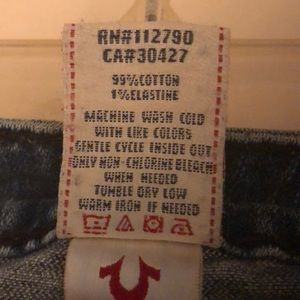 RN#112790
CA#30427
99% COTTON
1% ELASTINE
MACHINE WASH COLD
WITH LIKE COLORS
GENTLE CYCLE INSIDE OUT
ONLY NON-CHLORINE BLEACH
WHEN NEEDED
TUMBLE DRY LOW
WARM IRON IF NEEDED